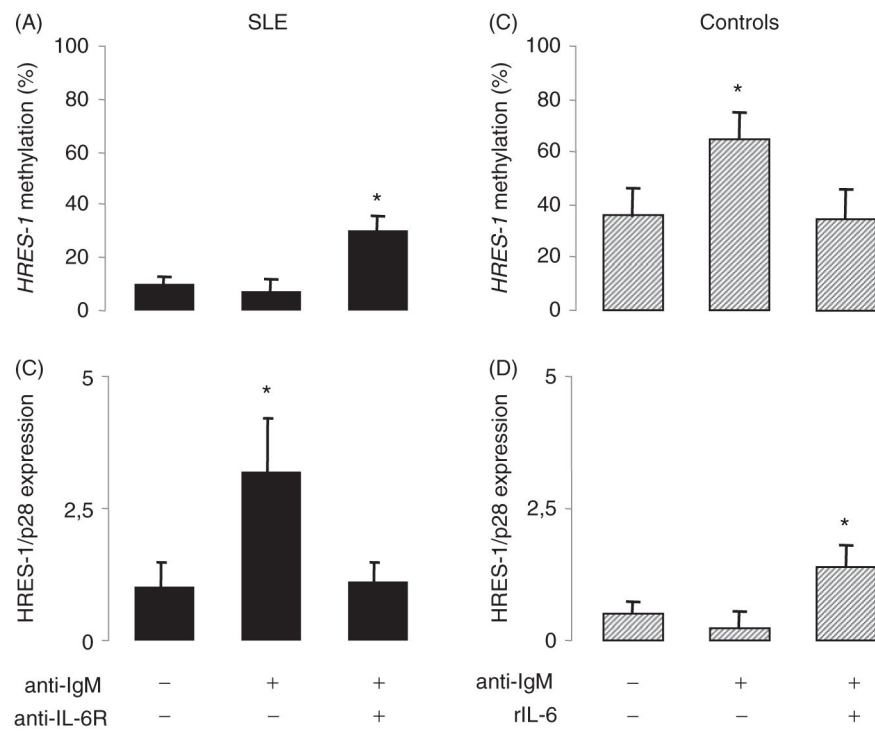 (A) SLE
100
80
60
40
20
0
HRES-1 methylation (%)
*
(C) Controls
100
80
60
40
20
0
HRES-1 methylation (%)
*
(C)
5
2,5
0
HRES-1/p28 expression
*
(D)
5
2,5
0
HRES-1/p28 expression
*
anti-IgM − + +
anti-IL-6R − − +
anti-IgM − + +
rIL-6 − − +